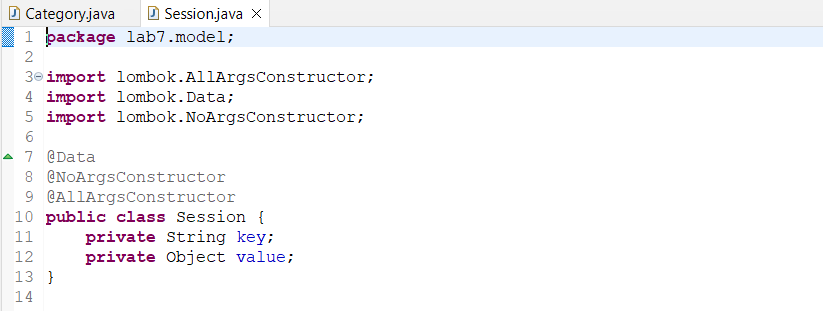 Category.java Session.java
1 package lab7.model;
2
3 import lombok.AllArgsConstructor;
4 import lombok.Data;
5 import lombok.NoArgsConstructor;
6
7 @Data
8 @NoArgsConstructor
9 @AllArgsConstructor
10 public class Session {
11     private String key;
12     private Object value;
13 }
14